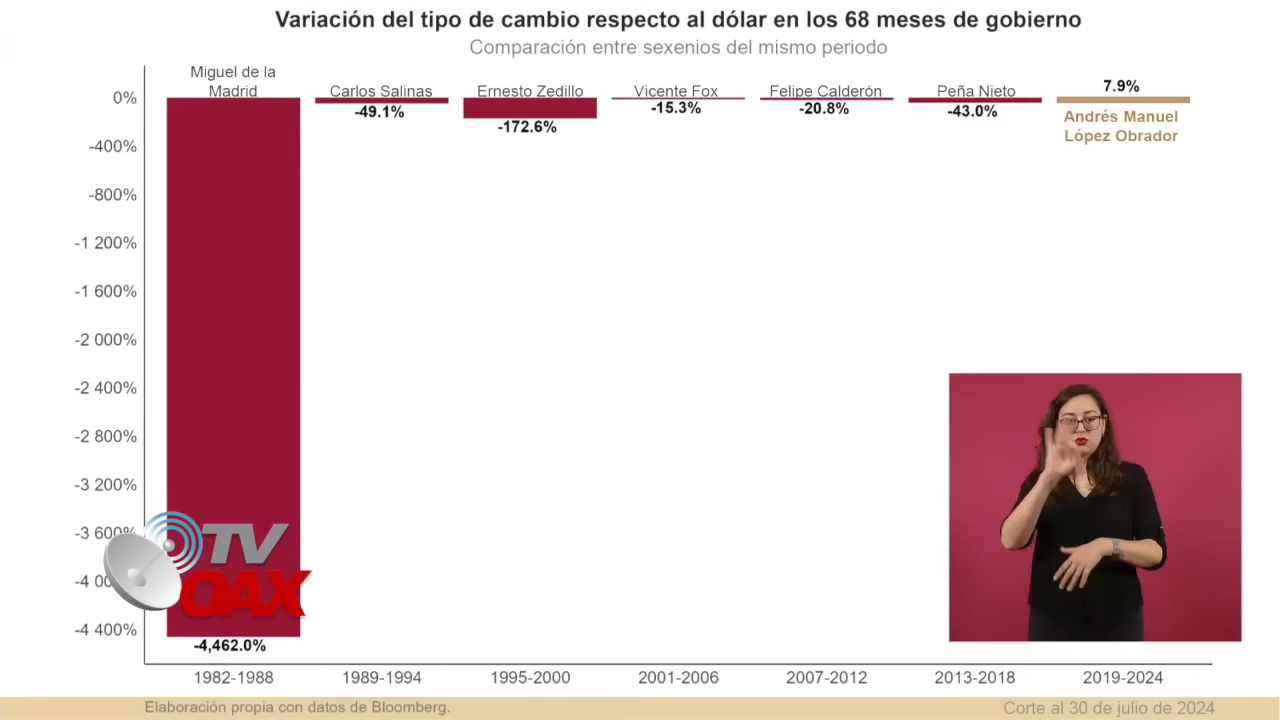 Variación del tipo de cambio respecto al dólar en los 68 meses de gobierno
Comparación entre sexenios del mismo periodo
Miguel de la
Madrid
Carlos Salinas
Ernesto Zedillo
Vicente Fox
Felipe Calderón
Peña Nieto
7.9%
Andrés Manuel
López Obrador
-49.1%
-172.6%
-15.3%
-20.8%
-43.0%
0%
-400%
-800%
-1 200%
-1 600%
-2 000%
-2 400%
-2 800%
-3 200%
-3 600%
-4 400%
TV
OAX
-4,462.0%
1982-1988
1989-1994
1995-2000
2001-2006
2007-2012
2013-2018
2019-2024
Elaboración propia con datos de Bloomberg.
Corte al 30 de julio de 2024